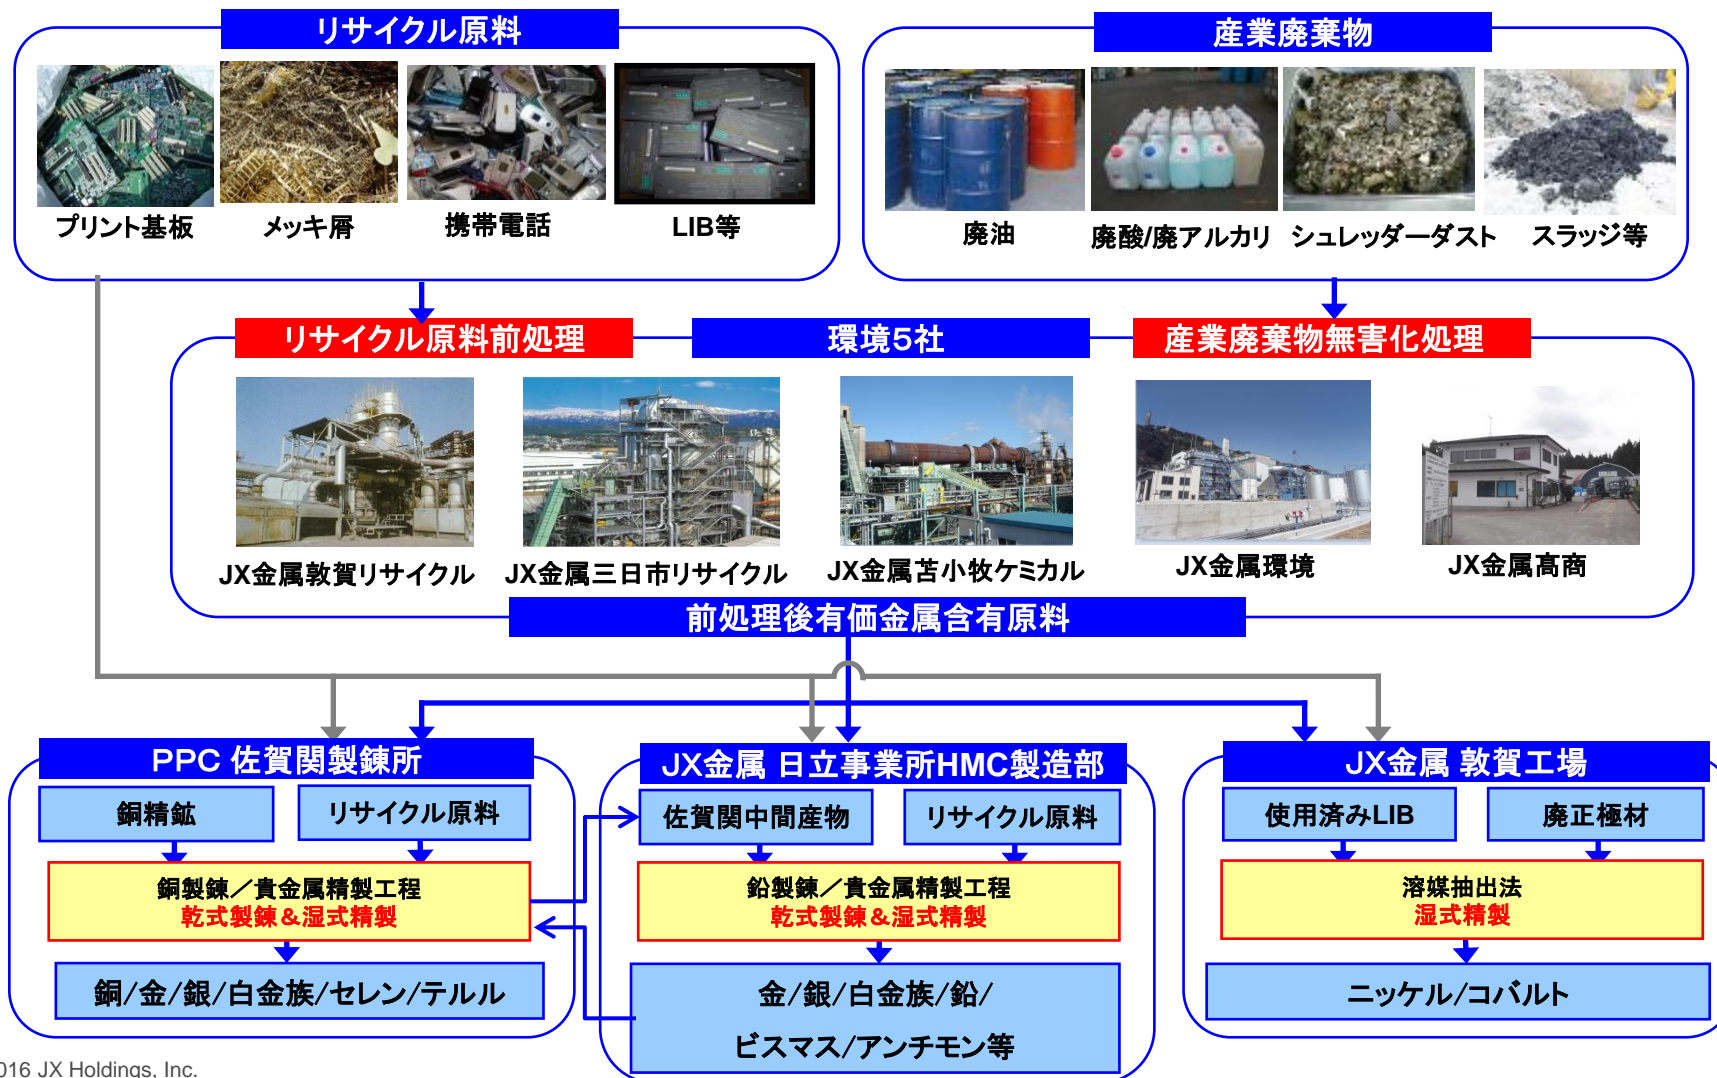 リサイクル原料
産業廃棄物
プリント基板
メッキ屑
携帯電話
LIB等
廃油
廃酸/廃アルカリ
シュレッダーダスト
スラッジ等
リサイクル原料前処理
環境5社
産業廃棄物無害化処理
JX金属敦賀リサイクル
JX金属三日市リサイクル
JX金属苫小牧ケミカル
JX金属環境
JX金属髙商
前処理後有価金属含有原料
PPC 佐賀関製錬所
JX金属 日立事業所HMC製造部
JX金属 敦賀工場
銅精鉱
リサイクル原料
佐賀関中間産物
リサイクル原料
使用済みLIB
廃正極材
銅製錬／貴金属精製工程
乾式製錬＆湿式精製
鉛製錬／貴金属精製工程
乾式製錬＆湿式精製
溶媒抽出法
湿式精製
銅/金/銀/白金族/セレン/テルル
金/銀/白金族/鉛/
ビスマス/アンチモン等
ニッケル/コバルト
016 JX Holdings, Inc.